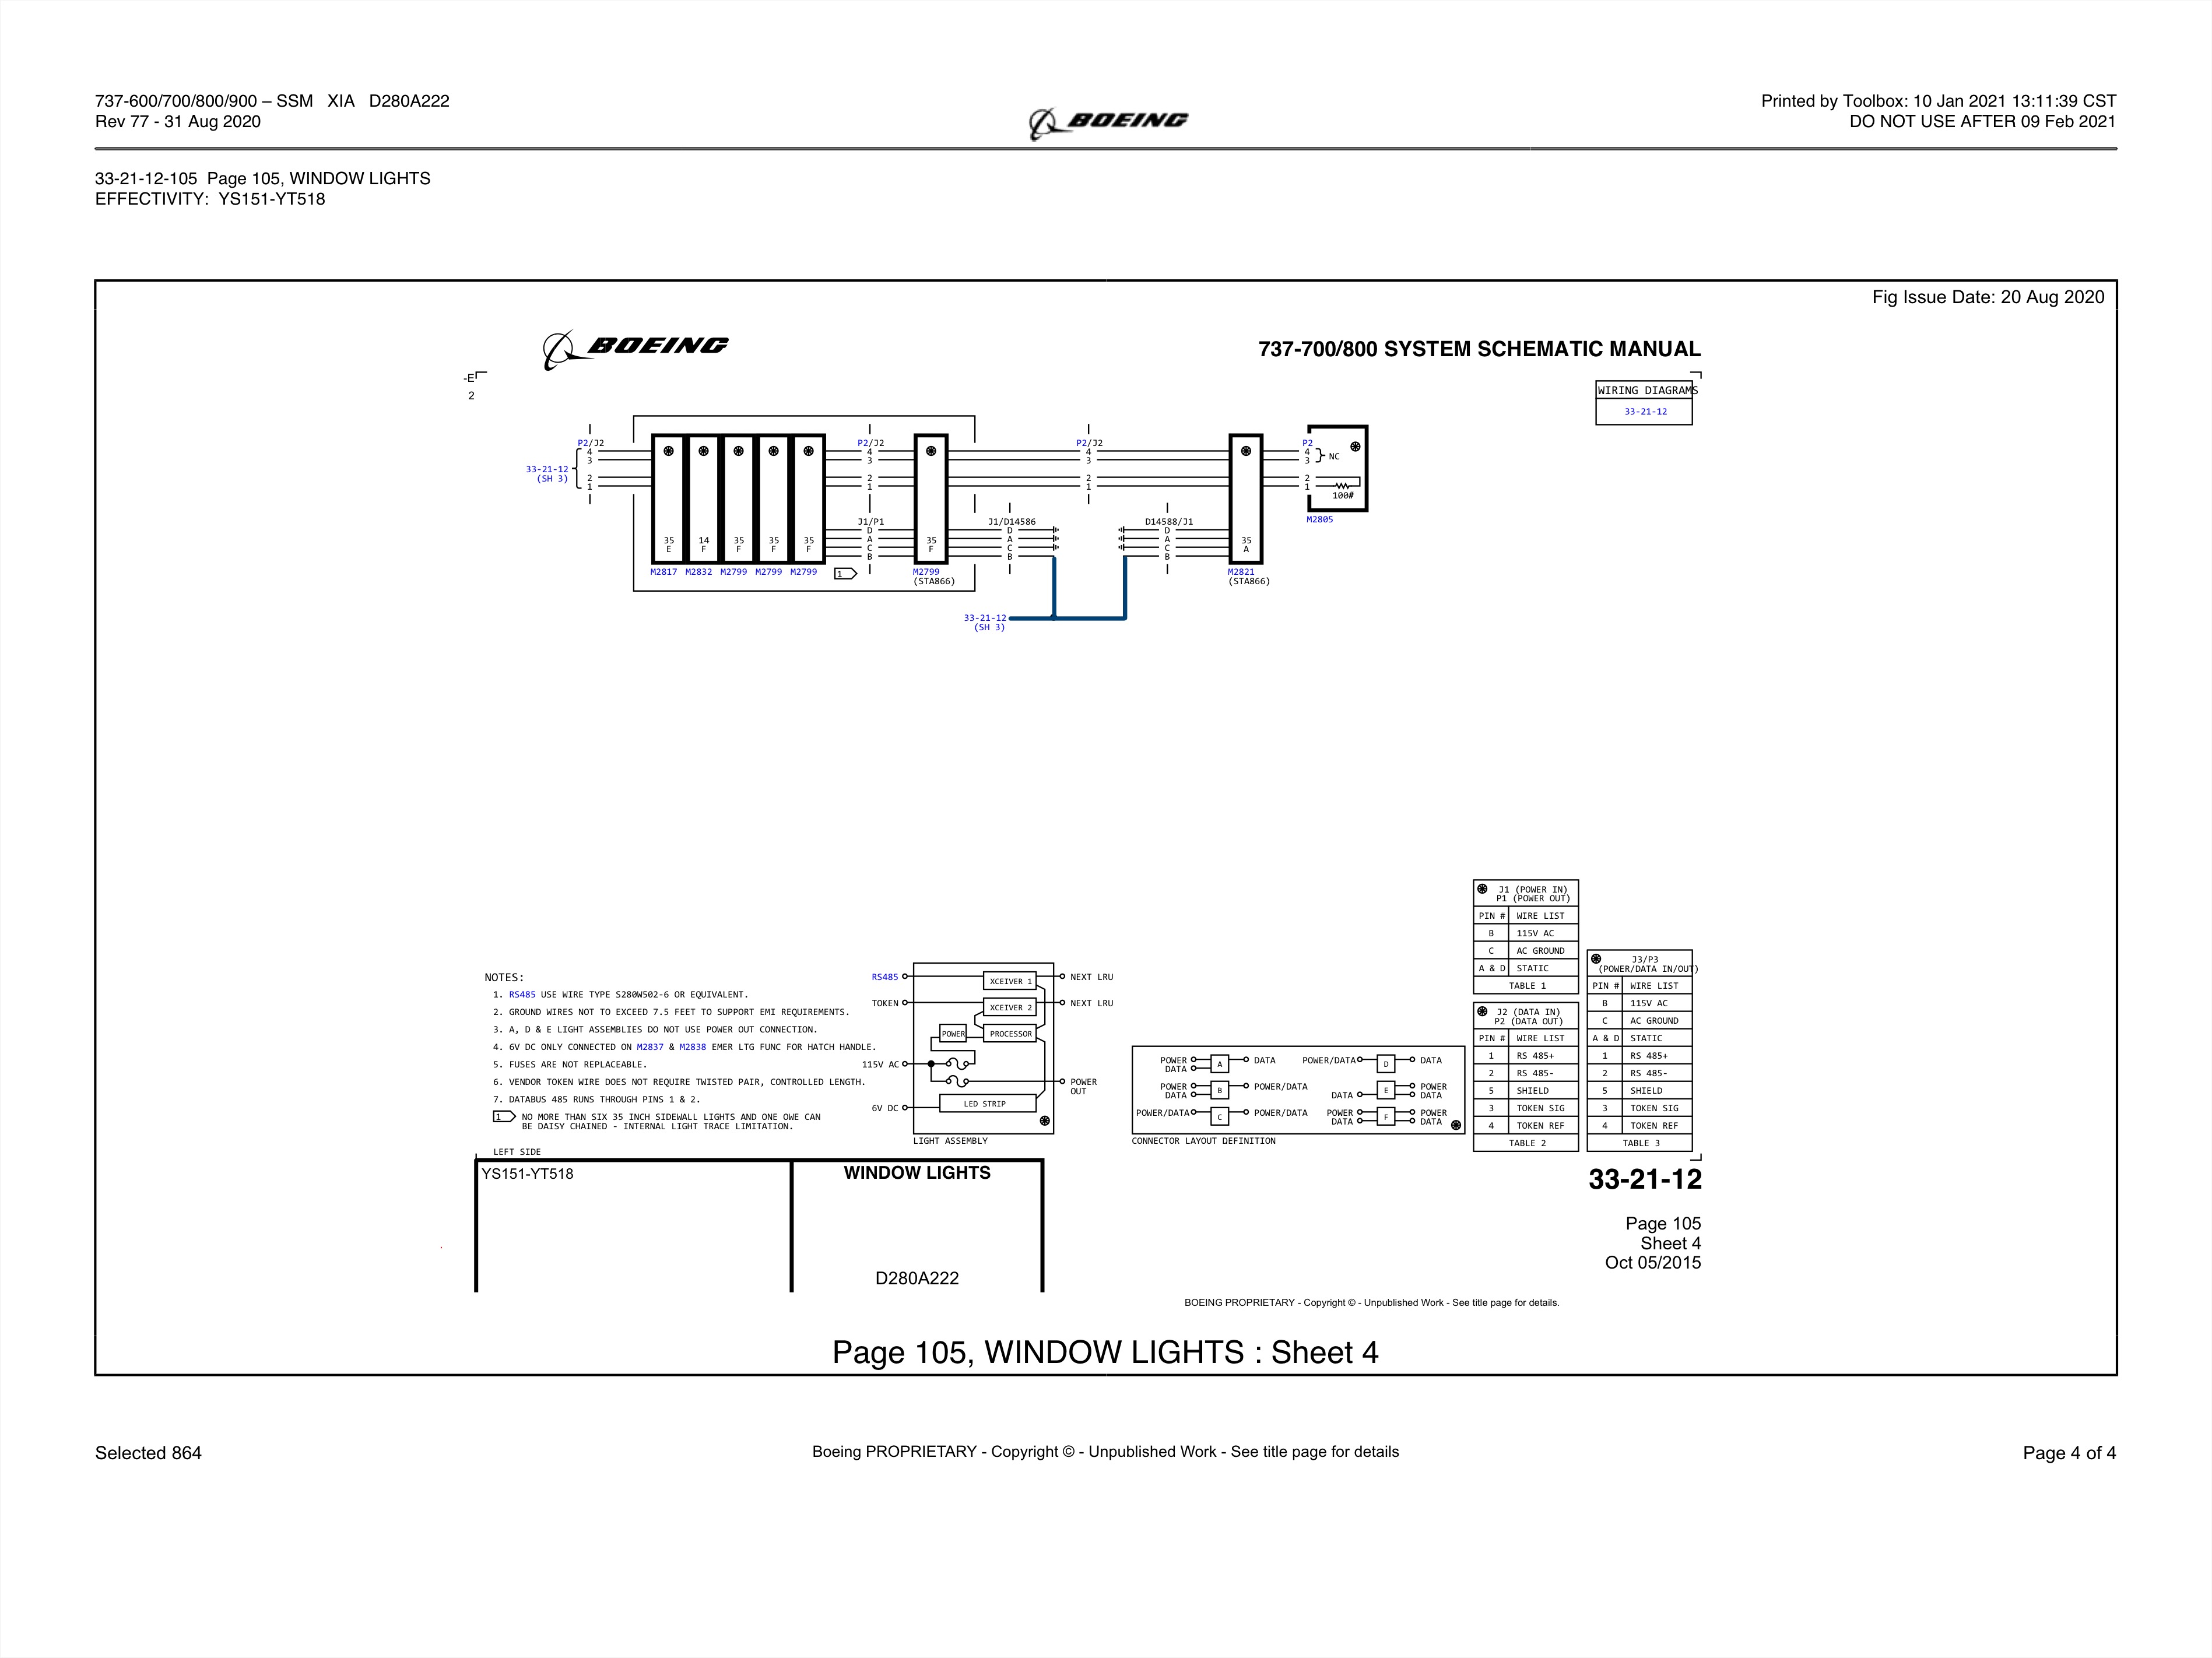 737-600/700/800/900 – SSM   XIA   D280A222
Rev 77 - 31 Aug 2020
BOEING
Printed by Toolbox: 10 Jan 2021 13:11:39 CST
DO NOT USE AFTER 09 Feb 2021
33-21-12-105  Page 105, WINDOW LIGHTS
EFFECTIVITY:  YS151-YT518
Fig Issue Date: 20 Aug 2020
BOEING
737-700/800 SYSTEM SCHEMATIC MANUAL
-E
2
WIRING DIAGRAMS
33-21-12
P2/J2
4
3
2
1
33-21-12
(SH 3)
35
E
14
F
35
F
35
F
35
F
M2817 M2832 M2799 M2799 M2799
1
P2/J2
4
3
2
1
J1/P1
D
A
C
B
35
F
M2799
(STA866)
J1/D14586
D
A
C
B
P2/J2
4
3
2
1
D14588/J1
D
A
C
B
33-21-12
(SH 3)
35
A
M2821
(STA866)
P2
4
3
NC
2
1
100#
M2805
NOTES:
1. RS485 USE WIRE TYPE S280W502-6 OR EQUIVALENT.
2. GROUND WIRES NOT TO EXCEED 7.5 FEET TO SUPPORT EMI REQUIREMENTS.
3. A, D & E LIGHT ASSEMBLIES DO NOT USE POWER OUT CONNECTION.
4. 6V DC ONLY CONNECTED ON M2837 & M2838 EMER LTG FUNC FOR HATCH HANDLE.
5. FUSES ARE NOT REPLACEABLE.
6. VENDOR TOKEN WIRE DOES NOT REQUIRE TWISTED PAIR, CONTROLLED LENGTH.
7. DATABUS 485 RUNS THROUGH PINS 1 & 2.
1 NO MORE THAN SIX 35 INCH SIDEWALL LIGHTS AND ONE OWE CAN
BE DAISY CHAINED - INTERNAL LIGHT TRACE LIMITATION.
LEFT SIDE
RS485
XCEIVER 1
NEXT LRU
TOKEN
XCEIVER 2
NEXT LRU
POWER
PROCESSOR
115V AC
POWER
OUT
6V DC
LED STRIP
LIGHT ASSEMBLY
POWER
DATA
A
DATA
POWER/DATA
D
DATA
POWER
DATA
B
POWER/DATA
DATA
E
POWER
DATA
POWER/DATA
C
POWER/DATA
POWER
DATA
F
POWER
DATA
CONNECTOR LAYOUT DEFINITION
J1 (POWER IN)
P1 (POWER OUT)
PIN # WIRE LIST
B 115V AC
C AC GROUND
A & D STATIC
TABLE 1
J2 (DATA IN)
P2 (DATA OUT)
PIN # WIRE LIST
1 RS 485+
2 RS 485-
5 SHIELD
3 TOKEN SIG
4 TOKEN REF
TABLE 2
J3/P3
(POWER/DATA IN/OUT)
PIN # WIRE LIST
B 115V AC
C AC GROUND
A & D STATIC
1 RS 485+
2 RS 485-
5 SHIELD
3 TOKEN SIG
4 TOKEN REF
TABLE 3
YS151-YT518
WINDOW LIGHTS
D280A222
33-21-12
Page 105
Sheet 4
Oct 05/2015
BOEING PROPRIETARY - Copyright © - Unpublished Work - See title page for details.
Page 105, WINDOW LIGHTS : Sheet 4
Selected 864
Boeing PROPRIETARY - Copyright © - Unpublished Work - See title page for details
Page 4 of 4